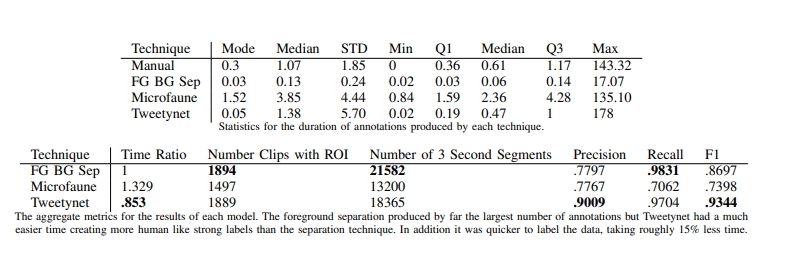 Technique Mode Median STD Min Q1 Median Q3 Max
Manual 0.3 1.07 1.85 0 0.36 0.61 1.17 143.32
FG BG Sep 0.03 0.13 0.24 0.02 0.03 0.06 0.14 17.07
Microfaune 1.52 3.85 4.44 0.84 1.59 2.36 4.28 135.10
Tweetynet 0.05 1.38 5.70 0.02 0.19 0.47 1 178
Statistics for the duration of annotations produced by each technique.
Technique Time Ratio Number Clips with ROI Number of 3 Second Segments Precision Recall F1
FG BG Sep 1 1894 21582 .7797 .9831 .8697
Microfaune 1.329 1497 13200 .7767 .7062 .7398
Tweetynet .853 1889 18365 .9009 .9704 .9344
The aggregate metrics for the results of each model. The foreground separation produced by far the largest number of annotations but Tweetynet had a much
easier time creating more human like strong labels than the separation technique. In addition it was quicker to label the data, taking roughly 15% less time.